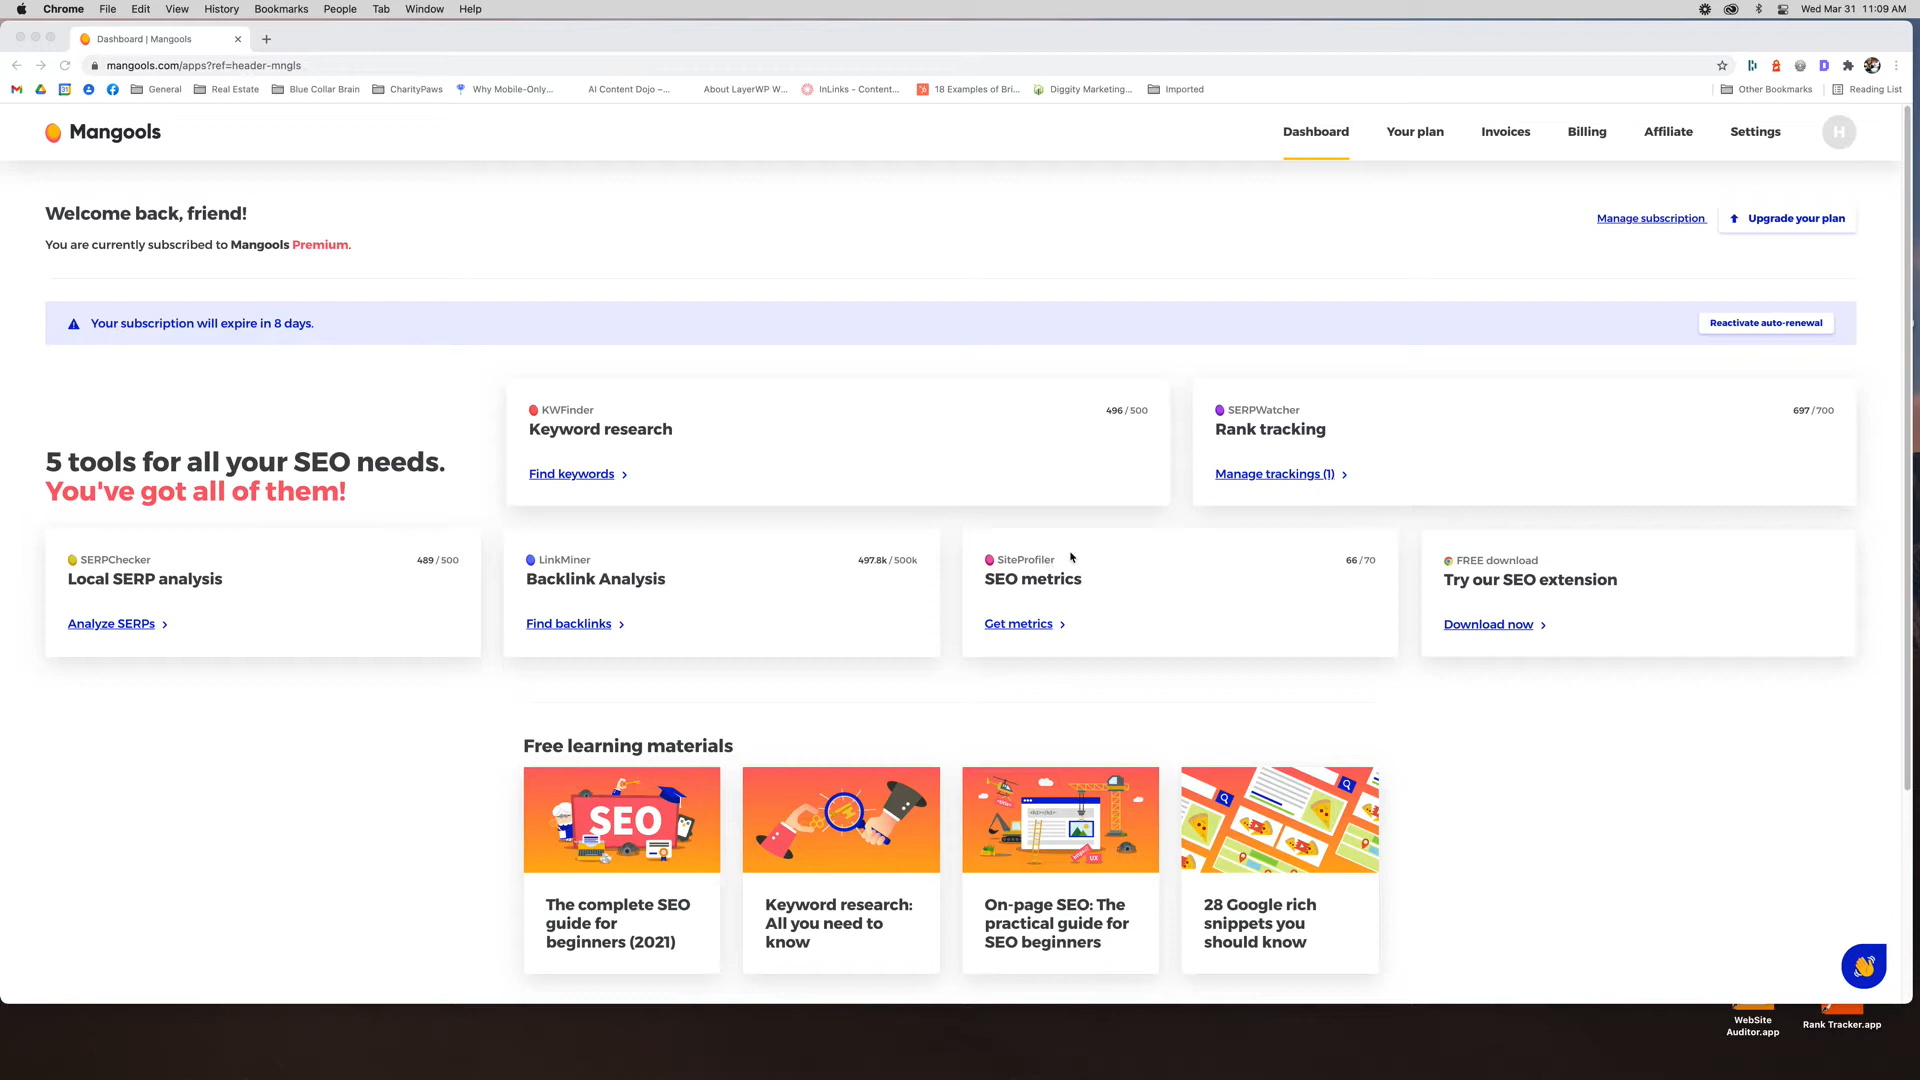 Chrome File Edit View History Bookmarks People Tab Window Help
Wed Mar 31 11:09 AM
Dashboard | Mangools
mangools.com/apps?ref=header-mngls
General Real Estate Blue Collar Brain CharityPaws Why Mobile-Only... AI Content Dojo –... About LayerWP W... InLinks - Content... 18 Examples of Bri... Diggity Marketing... Imported Other Bookmarks Reading List
Mangools
Dashboard Your plan Invoices Billing Affiliate Settings H
Welcome back, friend!
Manage subscription Upgrade your plan
You are currently subscribed to Mangools Premium.
Your subscription will expire in 8 days.
Reactivate auto-renewal
5 tools for all your SEO needs.
You've got all of them!
KWFinder 496 / 500
Keyword research
Find keywords
SERPWatcher 697 / 700
Rank tracking
Manage trackings (1)
SERPChecker 489 / 500
Local SERP analysis
Analyze SERPs
LinkMiner 497.8k / 500k
Backlink Analysis
Find backlinks
SiteProfiler 66 / 70
SEO metrics
Get metrics
FREE download
Try our SEO extension
Download now
Free learning materials
SEO
The complete SEO
guide for
beginners (2021)
Keyword research:
All you need to
know
<h1></h1>
UX
On-page SEO: The
practical guide for
SEO beginners
28 Google rich
snippets you
should know
WebSite
Auditor.app
Rank Tracker.app